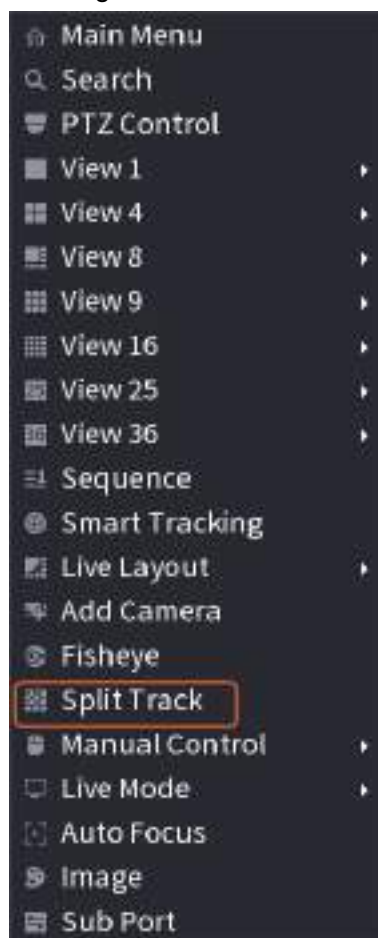 Main Menu
Search
PTZ Control
View 1
View 4
View 8
View 9
View 16
View 25
View 36
Sequence
Smart Tracking
Live Layout
Add Camera
Fisheye
Split Track
Manual Control
Live Mode
Auto Focus
Image
Sub Port